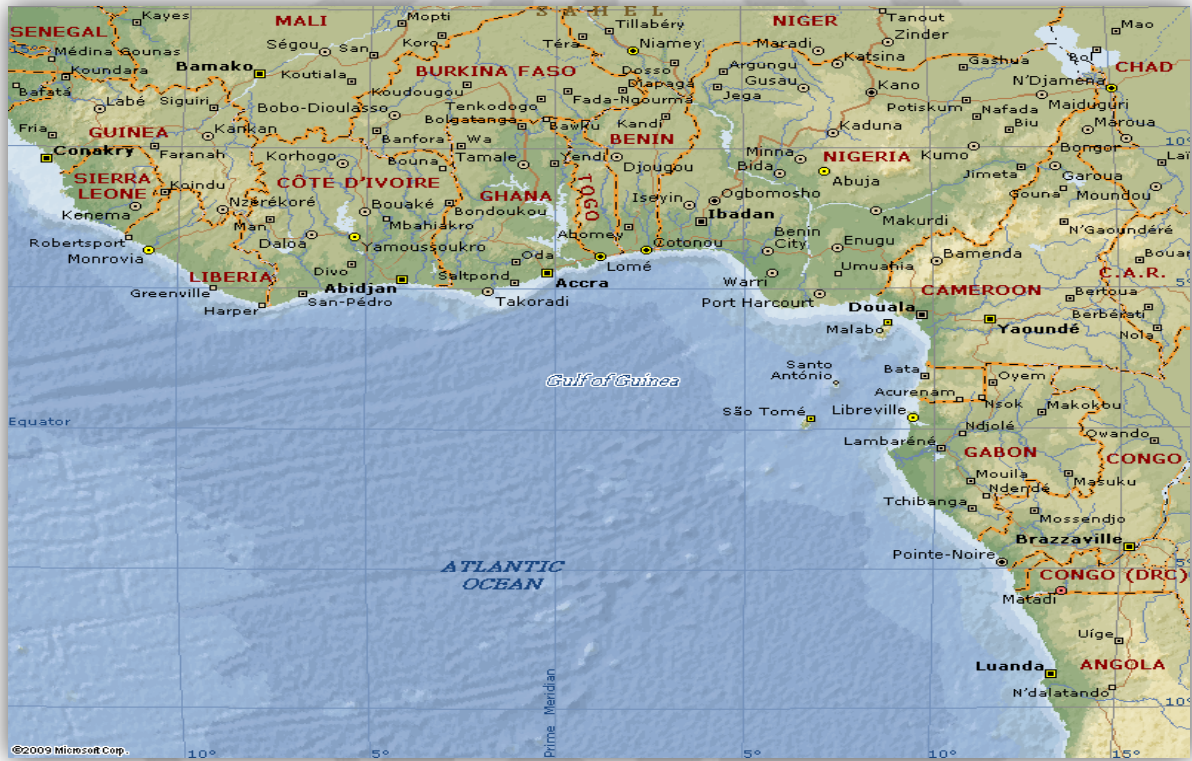 SAHEL
SENEGAL
Kayes
MALI
Mopti
Tillabéry
NIGER
Tanout
Zinder
Mao
Médina Gounas
Ségou
San
Koro
Téra
Niamey
Maradi
Katsina
Gashua
Bol
N'Djamena
CHAD
Koundara
Bamako
Koutiala
BURKINA FASO
Dosso
Diapaga
Argungu
Gusau
Kano
Bafatá
Labé
Siguiri
Bobo-Dioulasso
Koudougou
Tenkodogo
Fada-Ngourma
Jega
Potiskum
Nafada
Maiduguri
Fria
GUINEA
Kankan
Banfora
Bolgatanga
Bawku
Kandi
Kaduna
Biu
Maroua
Conakry
Faranah
Korhogo
Bouna
Wa
Tamale
Yendi
BENIN
Djougou
Minna
Bida
NIGERIA
Abuja
Kumo
Bongor
10°
Laï
SIERRA
LEONE
Koindu
CÔTE D'IVOIRE
GHANA
TOGO
Iseyin
Ogbomosho
Jimeta
Gouna
Garoua
Moundou
Kenema
Nzérékoré
Man
Bouaké
Bondoukou
Mbahiakro
Abomey
Ibadan
Makurdi
N'Gaoundéré
Robertsport
Monrovia
Daloa
Yamoussoukro
Oda
Cotonou
Benin
City
Enugu
Bamenda
Bouar
LIBERIA
Divo
Abidjan
Saltpond
Accra
Lomé
Warri
Umuahia
C.A.R.
5°
Greenville
Harper
San-Pédro
Takoradi
Port Harcourt
Douala
CAMEROON
Bertoua
Berbérati
Malabo
Yaoundé
Nola
Gulf of Guinea
Santo
António
Bata
Oyem
Acurenam
Nsok
Makokou
Equator
São Tomé
Libreville
Ndjolé
Owando
Lambaréné
GABON
CONGO
Mouila
Ndendé
Masuku
Tchibanga
Mossendjo
Brazzaville
Pointe-Noire
5°
ATLANTIC
OCEAN
CONGO (DRC)
Matadi
Uíge
Luanda
ANGOLA
N'dalatando
Prime Meridian
10°
©2009 Microsoft Corp.
10°
5°
5°
10°
15°